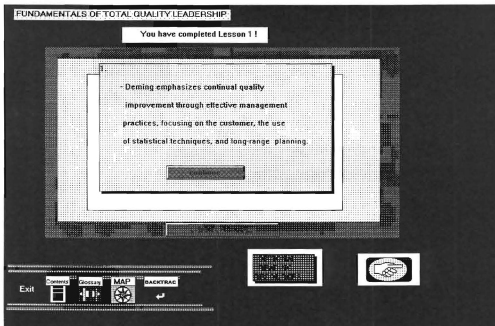 FUNDAMENTALS OF TOTAL QUALITY LEADERSHIP
You have completed Lesson 1 !
1.
- Deming emphasizes continual quality
improvement through effective management
practices, focusing on the customer, the use
of statistical techniques, and long-range planning.
Exit
Contents
Glossary
MAP
BACKTRAC